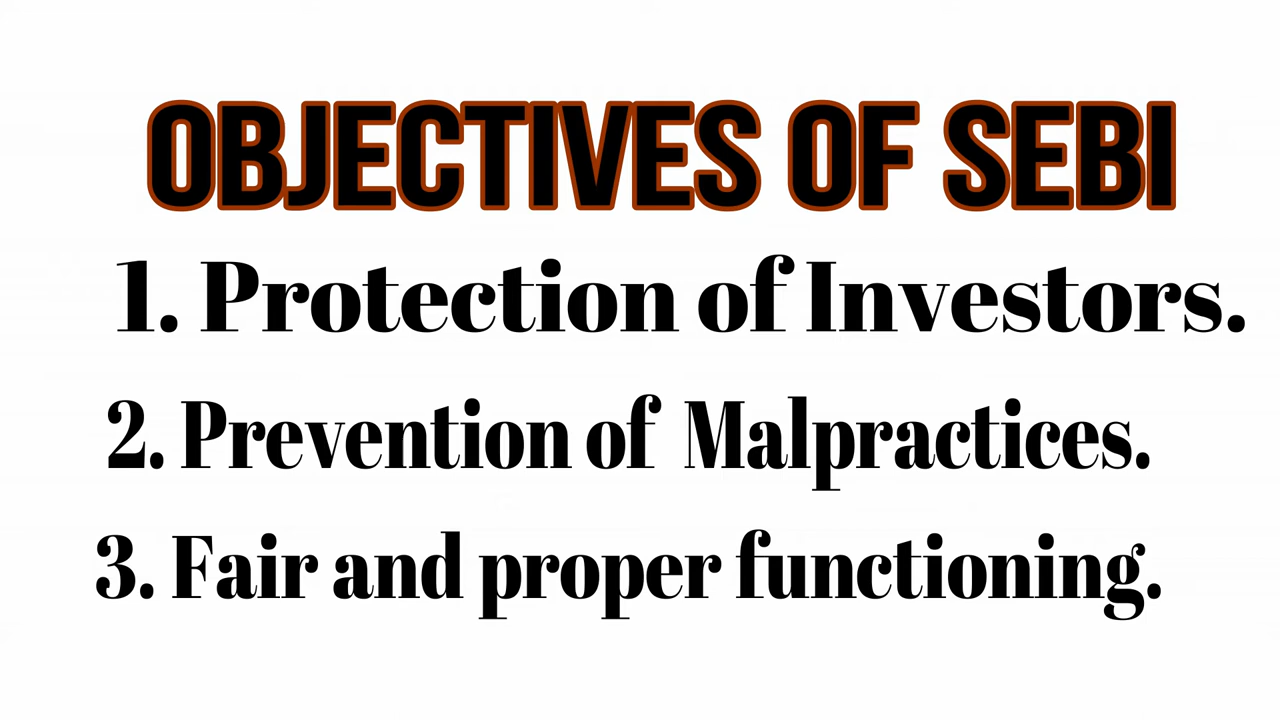 OBJECTIVES OF SEBI
1. Protection of Investors.
2. Prevention of Malpractices.
3. Fair and proper functioning.